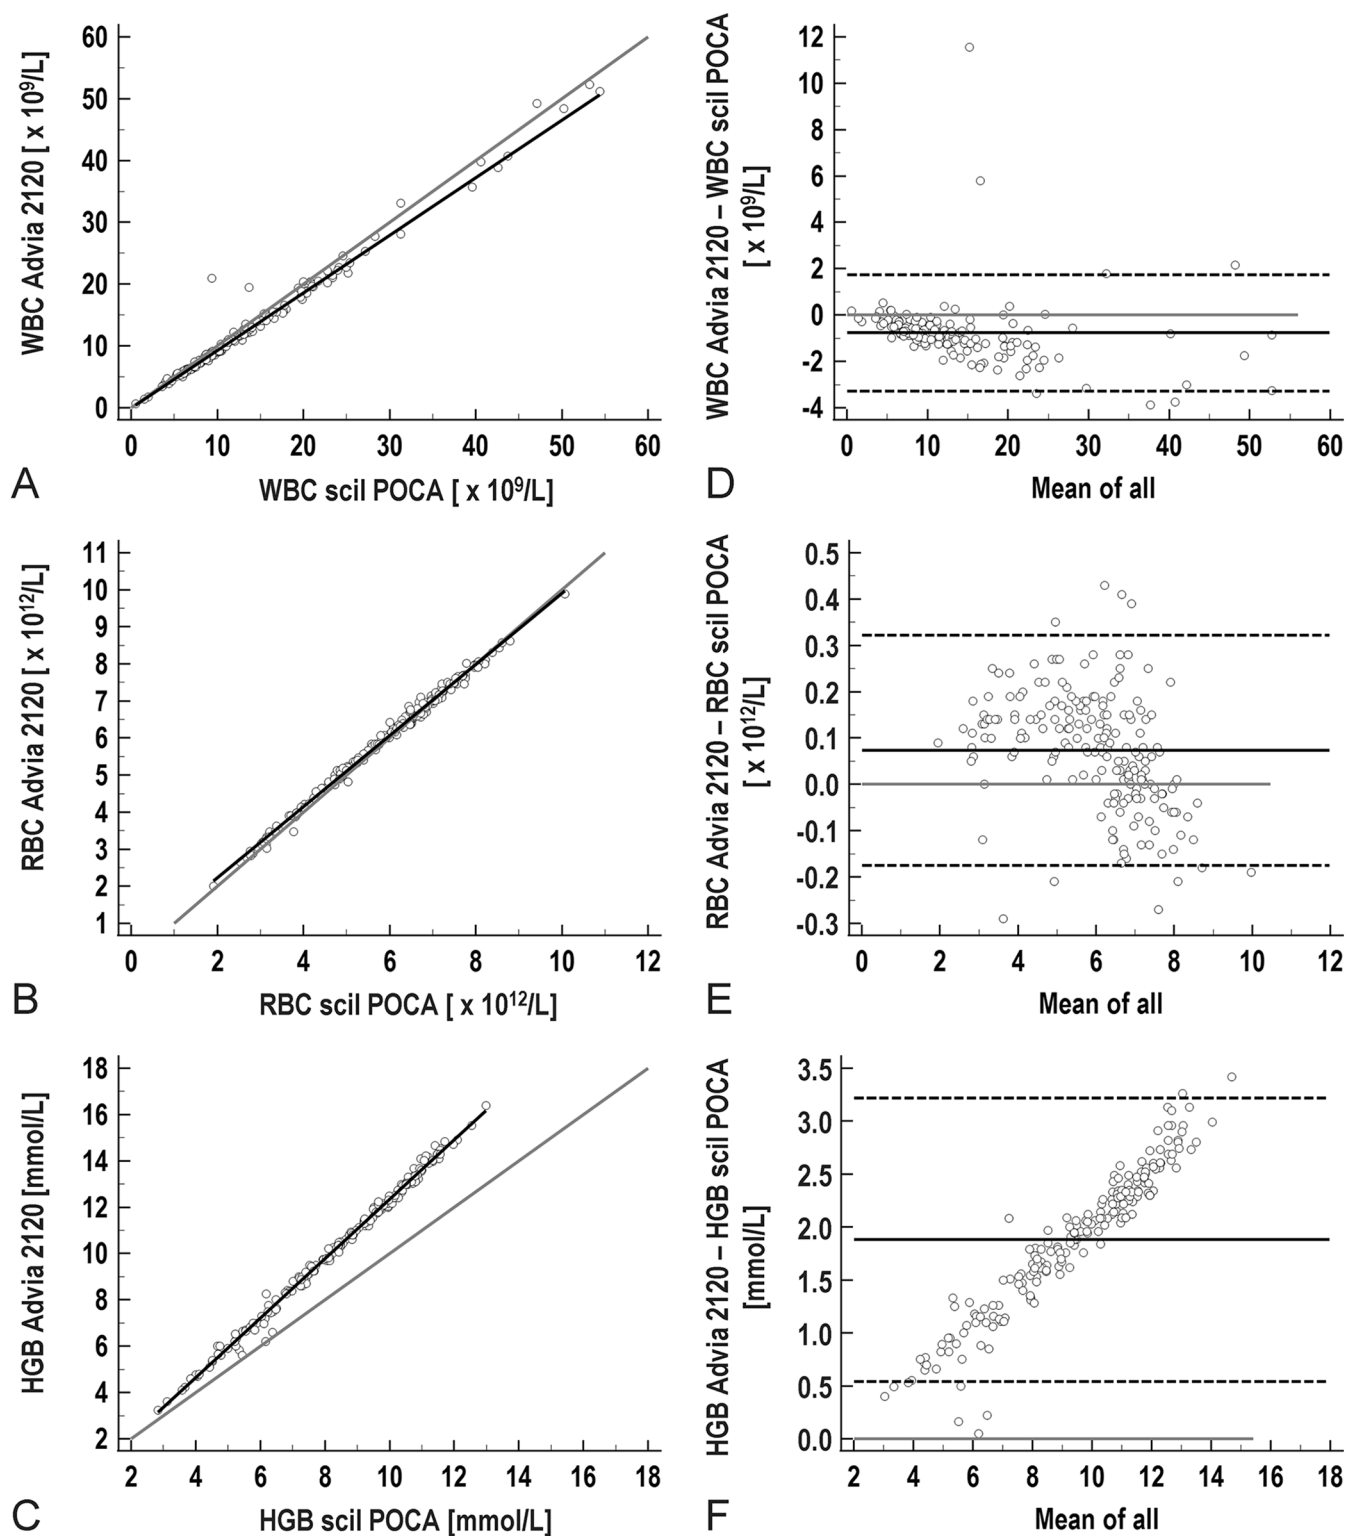 WBC Advia 2120 [ x 10⁹/L]
60
50
40
30
20
10
0
0 10 20 30 40 50 60
WBC scil POCA [ x 10⁹/L]
A
WBC Advia 2120 – WBC scil POCA
[ x 10⁹/L]
12
10
8
6
4
2
0
-2
-4
0 10 20 30 40 50 60
Mean of all
D
RBC Advia 2120 [ x 10¹²/L]
11
10
9
8
7
6
5
4
3
2
1
0 2 4 6 8 10 12
RBC scil POCA [ x 10¹²/L]
B
RBC Advia 2120 – RBC scil POCA
[ x 10¹²/L]
0.5
0.4
0.3
0.2
0.1
0.0
-0.1
-0.2
-0.3
0 2 4 6 8 10 12
Mean of all
E
HGB Advia 2120 [mmol/L]
18
16
14
12
10
8
6
4
2
2 4 6 8 10 12 14 16 18
HGB scil POCA [mmol/L]
C
HGB Advia 2120 – HGB scil POCA
[mmol/L]
3.5
3.0
2.5
2.0
1.5
1.0
0.5
0.0
2 4 6 8 10 12 14 16 18
Mean of all
F